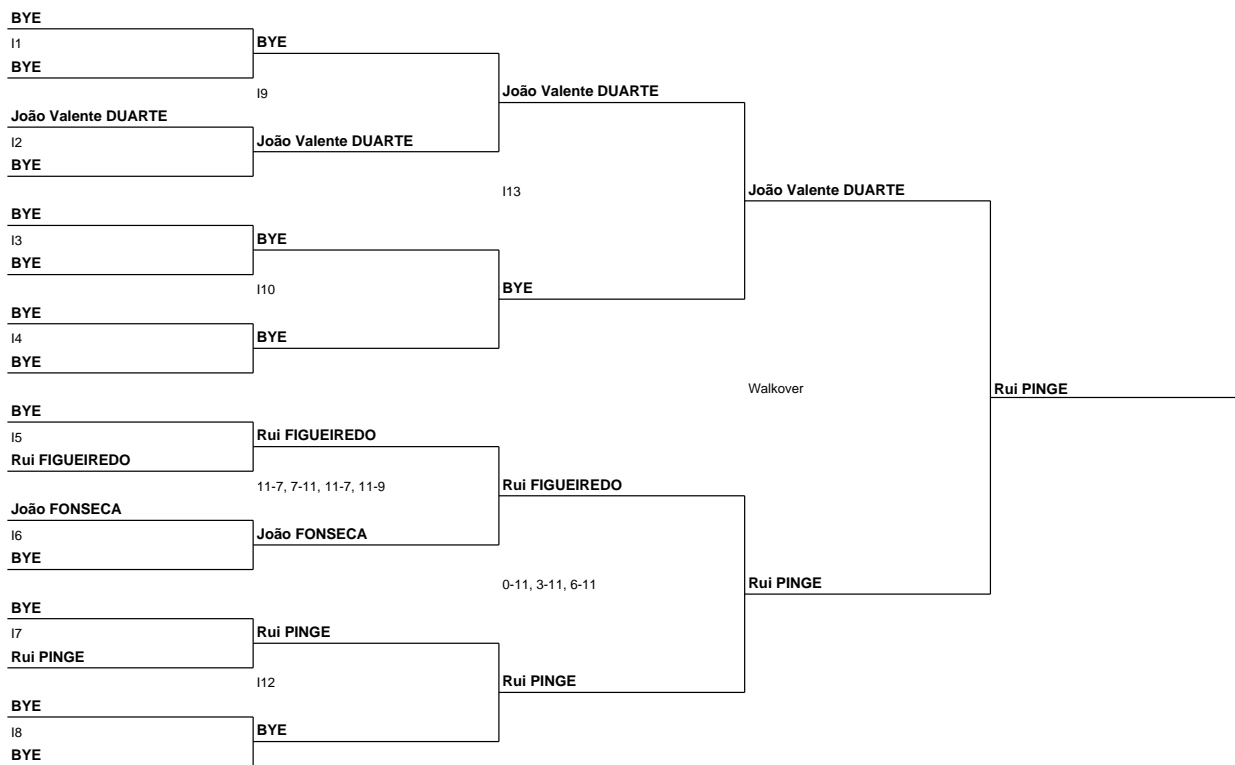 BYE
I1
BYE
BYE
I9
João Valente DUARTE
João Valente DUARTE
I2
João Valente DUARTE
BYE
I13
João Valente DUARTE
BYE
I3
BYE
BYE
I10
BYE
BYE
I4
BYE
BYE
Walkover
Rui PINGE
BYE
I5
Rui FIGUEIREDO
Rui FIGUEIREDO
11-7, 7-11, 11-7, 11-9
Rui FIGUEIREDO
João FONSECA
I6
João FONSECA
BYE
0-11, 3-11, 6-11
Rui PINGE
BYE
I7
Rui PINGE
Rui PINGE
I12
Rui PINGE
BYE
I8
BYE
BYE